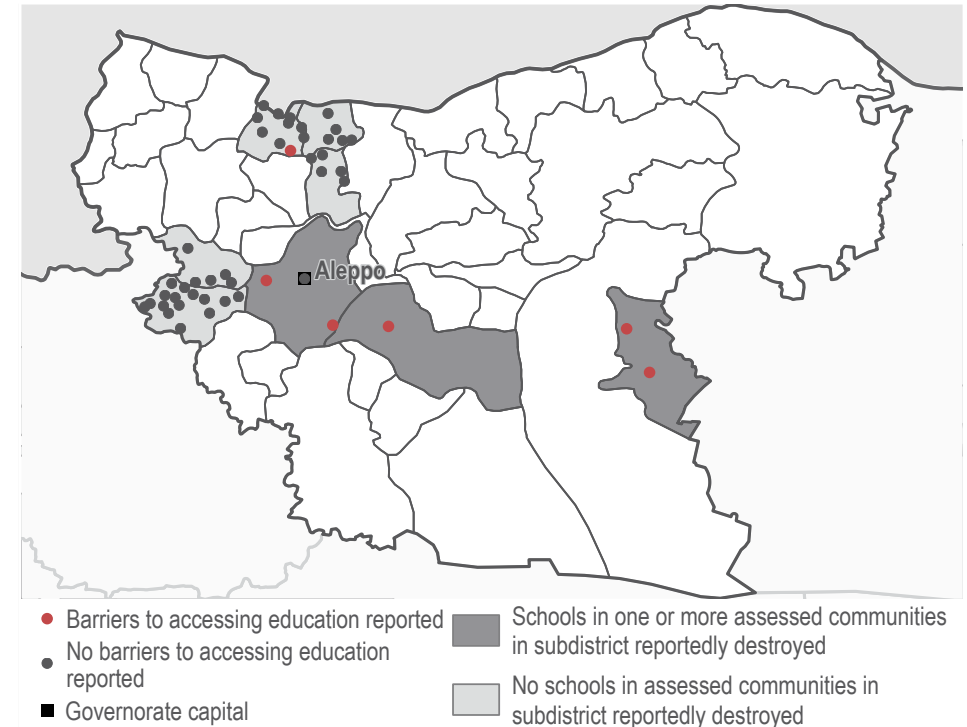 Aleppo
Barriers to accessing education reported
No barriers to accessing education
reported
Governorate capital
Schools in one or more assessed communities
in subdistrict reportedly destroyed
No schools in assessed communities in
subdistrict reportedly destroyed